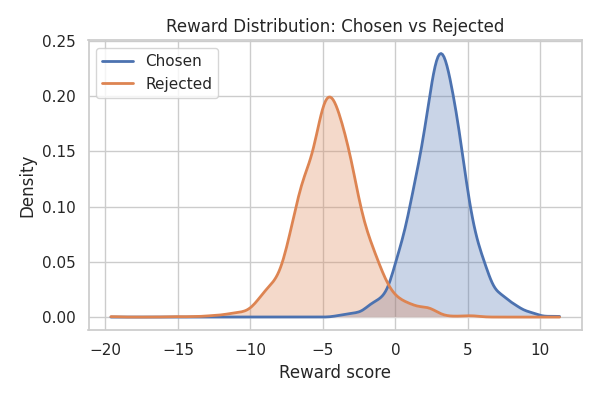 Reward Distribution: Chosen vs Rejected
Chosen
Rejected
0.25
0.20
0.15
0.10
0.05
0.00
Density
−20 −15 −10 −5 0 5 10
Reward score